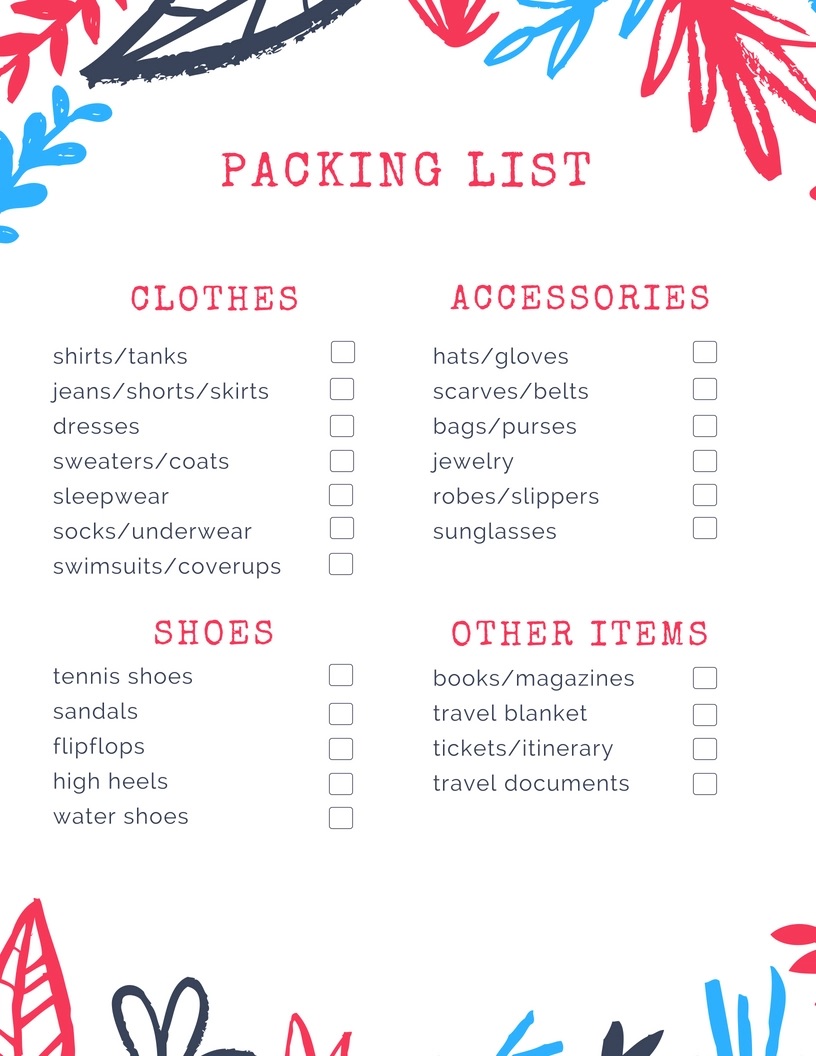 PACKING LIST
CLOTHES
shirts/tanks
jeans/shorts/skirts
dresses
sweaters/coats
sleepwear
socks/underwear
swimsuits/coverups
ACCESSORIES
hats/gloves
scarves/belts
bags/purses
jewelry
robes/slippers
sunglasses
SHOES
tennis shoes
sandals
flipflops
high heels
water shoes
OTHER ITEMS
books/magazines
travel blanket
tickets/itinerary
travel documents